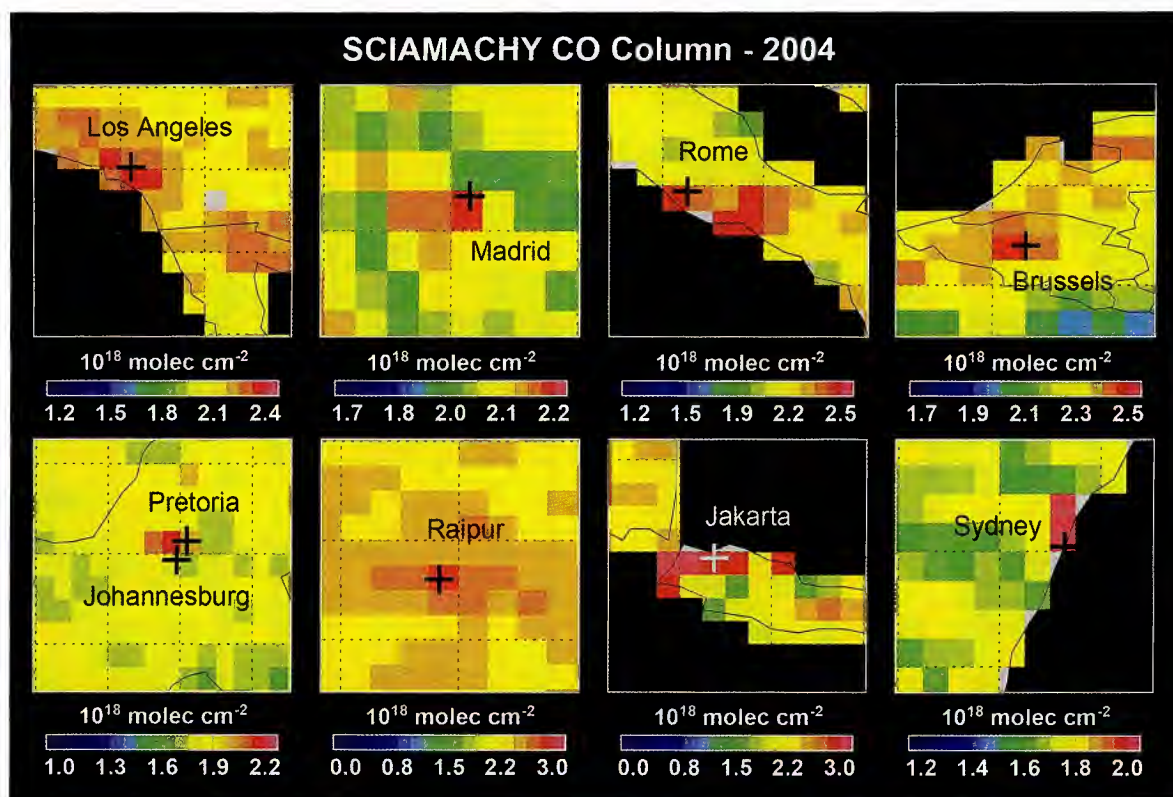 SCIAMACHY CO Column - 2004
Los Angeles
Madrid
Rome
Brussels
10¹⁸ molec cm⁻²
1.2 1.5 1.8 2.1 2.4
10¹⁸ molec cm⁻²
1.7 1.8 2.0 2.1 2.2
10¹⁸ molec cm⁻²
1.2 1.5 1.9 2.2 2.5
10¹⁸ molec cm⁻²
1.7 1.9 2.1 2.3 2.5
Pretoria
Johannesburg
Raipur
Jakarta
Sydney
10¹⁸ molec cm⁻²
1.0 1.3 1.6 1.9 2.2
10¹⁸ molec cm⁻²
0.0 0.8 1.5 2.2 3.0
10¹⁸ molec cm⁻²
0.0 0.8 1.5 2.2 3.0
10¹⁸ molec cm⁻²
1.2 1.4 1.6 1.8 2.0